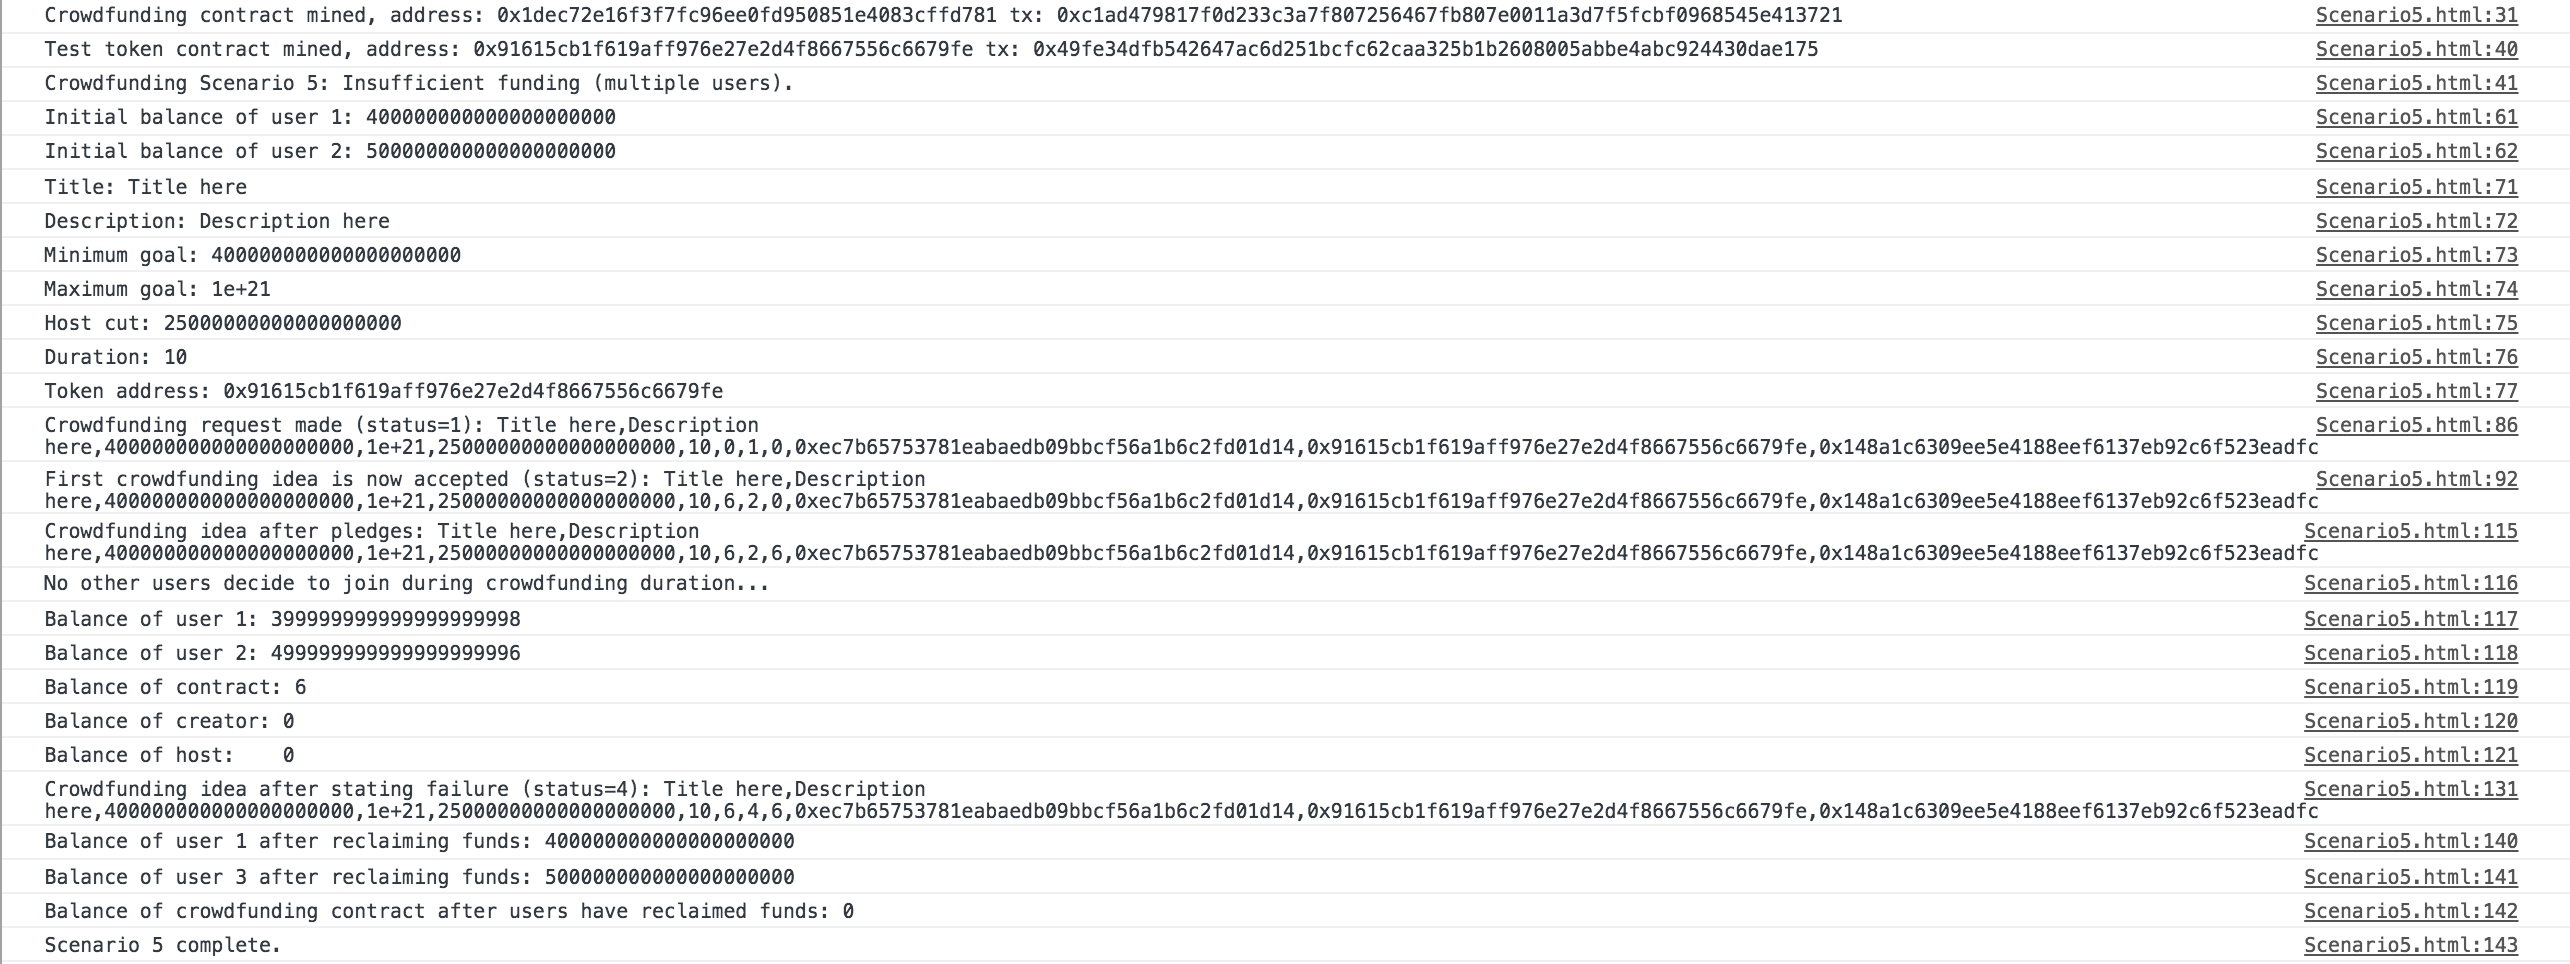 Crowdfunding contract mined, address: 0x1dec72e16f3f7fc96ee0fd950851e4083cffd781 tx: 0xc1ad479817f0d233c3a7f807256467fb807e0011a3d7f5fcbf0968545e413721 Scenario5.html:31
Test token contract mined, address: 0x91615cb1f619aff976e27e2d4f8667556c6679fe tx: 0x49fe34dfb542647ac6d251bcfc62caa325b1b2608005abbe4abc924430dae175 Scenario5.html:40
Crowdfunding Scenario 5: Insufficient funding (multiple users). Scenario5.html:41
Initial balance of user 1: 400000000000000000000 Scenario5.html:61
Initial balance of user 2: 500000000000000000000 Scenario5.html:62
Title: Title here Scenario5.html:71
Description: Description here Scenario5.html:72
Minimum goal: 400000000000000000000 Scenario5.html:73
Maximum goal: 1e+21 Scenario5.html:74
Host cut: 25000000000000000000 Scenario5.html:75
Duration: 10 Scenario5.html:76
Token address: 0x91615cb1f619aff976e27e2d4f8667556c6679fe Scenario5.html:77
Crowdfunding request made (status=1): Title here,Description Scenario5.html:86
here,400000000000000000000,1e+21,25000000000000000000,10,0,1,0,0xec7b65753781eabaedb09bbcf56a1b6c2fd01d14,0x91615cb1f619aff976e27e2d4f8667556c6679fe,0x148a1c6309ee5e4188eef6137eb92c6f523eadfc
First crowdfunding idea is now accepted (status=2): Title here,Description Scenario5.html:92
here,400000000000000000000,1e+21,25000000000000000000,10,6,2,0,0xec7b65753781eabaedb09bbcf56a1b6c2fd01d14,0x91615cb1f619aff976e27e2d4f8667556c6679fe,0x148a1c6309ee5e4188eef6137eb92c6f523eadfc
Crowdfunding idea after pledges: Title here,Description Scenario5.html:115
here,400000000000000000000,1e+21,25000000000000000000,10,6,2,6,0xec7b65753781eabaedb09bbcf56a1b6c2fd01d14,0x91615cb1f619aff976e27e2d4f8667556c6679fe,0x148a1c6309ee5e4188eef6137eb92c6f523eadfc
No other users decide to join during crowdfunding duration... Scenario5.html:116
Balance of user 1: 399999999999999999998 Scenario5.html:117
Balance of user 2: 499999999999999999996 Scenario5.html:118
Balance of contract: 6 Scenario5.html:119
Balance of creator: 0 Scenario5.html:120
Balance of host:    0 Scenario5.html:121
Crowdfunding idea after stating failure (status=4): Title here,Description Scenario5.html:131
here,400000000000000000000,1e+21,25000000000000000000,10,6,4,6,0xec7b65753781eabaedb09bbcf56a1b6c2fd01d14,0x91615cb1f619aff976e27e2d4f8667556c6679fe,0x148a1c6309ee5e4188eef6137eb92c6f523eadfc
Balance of user 1 after reclaiming funds: 400000000000000000000 Scenario5.html:140
Balance of user 3 after reclaiming funds: 500000000000000000000 Scenario5.html:141
Balance of crowdfunding contract after users have reclaimed funds: 0 Scenario5.html:142
Scenario 5 complete. Scenario5.html:143